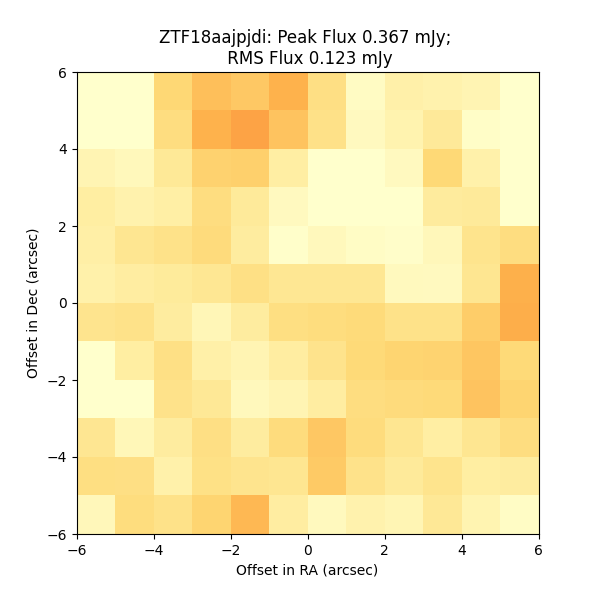 ZTF18aajpjdi: Peak Flux 0.367 mJy;
RMS Flux 0.123 mJy
6
4
2
0
−2
−4
−6
Offset in Dec (arcsec)
−6 −4 −2 0 2 4 6
Offset in RA (arcsec)